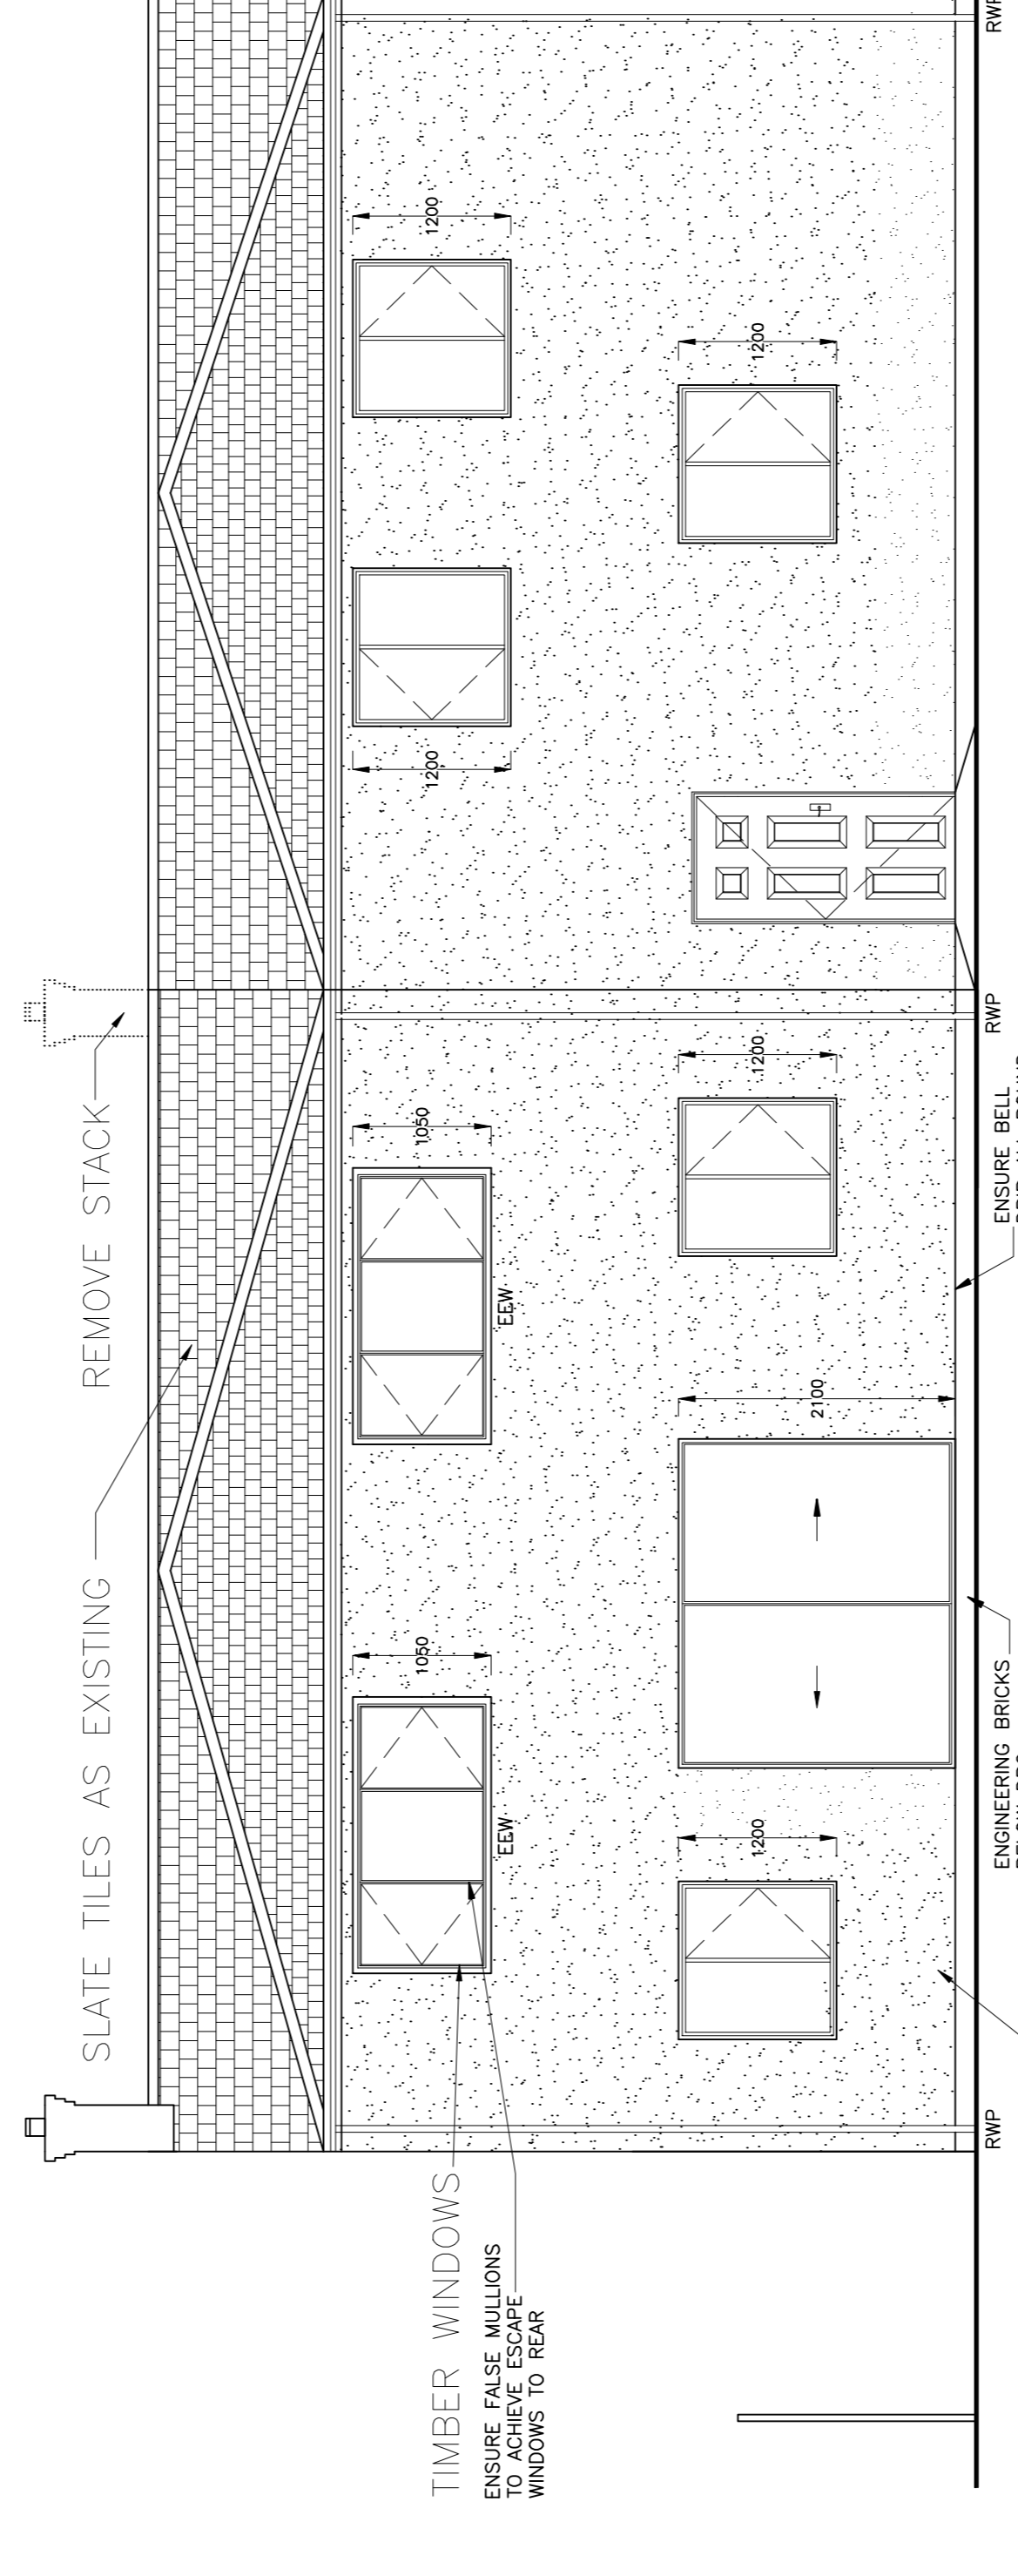 REMOVE STACK
SLATE TILES AS EXISTING
TIMBER WINDOWS
ENSURE FALSE MULLIONS
TO ACHIEVE ESCAPE
WINDOWS TO REAR
1050
1050
1200
1200
EEW
EEW
1200
2100
1200
1200
RWP
RWP
RWP
ENGINEERING BRICKS
ENSURE BELL